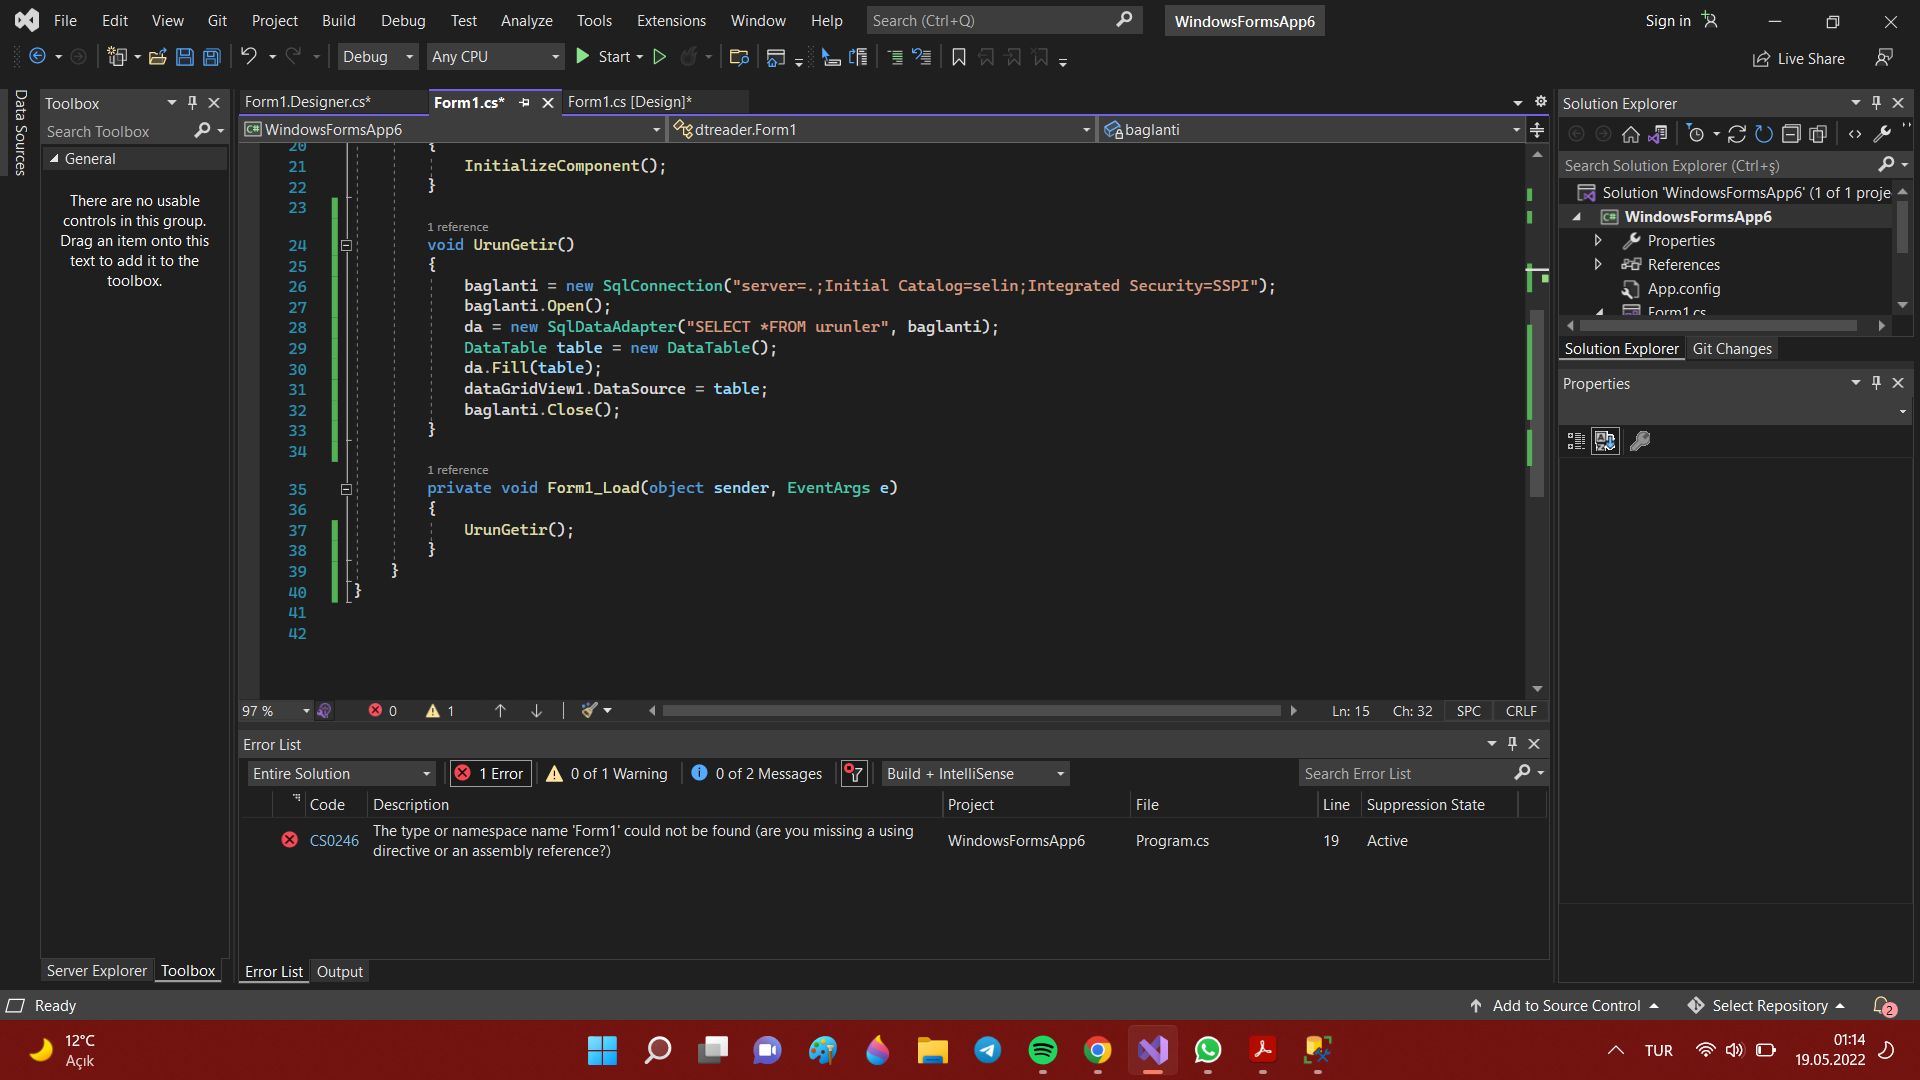 File Edit View Git Project Build Debug Test Analyze Tools Extensions Window Help Search (Ctrl+Q) WindowsFormsApp6 Sign in
Debug Any CPU Start Live Share
Data Sources
Toolbox
Search Toolbox
General
There are no usable
controls in this group.
Drag an item onto this
text to add it to the
toolbox.
Server Explorer Toolbox
Form1.Designer.cs* Form1.cs* Form1.cs [Design]*
C# WindowsFormsApp6 dtreader.Form1 baglanti
20 {
21 InitializeComponent();
22 }
23
1 reference
24 void UrunGetir()
25 {
26 baglanti = new SqlConnection("server=.;Initial Catalog=selin;Integrated Security=SSPI");
27 baglanti.Open();
28 da = new SqlDataAdapter("SELECT *FROM urunler", baglanti);
29 DataTable table = new DataTable();
30 da.Fill(table);
31 dataGridView1.DataSource = table;
32 baglanti.Close();
33 }
34
1 reference
35 private void Form1_Load(object sender, EventArgs e)
36 {
37 UrunGetir();
38 }
39 }
40 }
41
42
97 % 0 1 Ln: 15 Ch: 32 SPC CRLF
Error List
Entire Solution 1 Error 0 of 1 Warning 0 of 2 Messages Build + IntelliSense Search Error List
Code Description Project File Line Suppression State
CS0246 The type or namespace name 'Form1' could not be found (are you missing a using
directive or an assembly reference?) WindowsFormsApp6 Program.cs 19 Active
Error List Output
Solution Explorer
Search Solution Explorer (Ctrl+ş)
Solution 'WindowsFormsApp6' (1 of 1 proje
C# WindowsFormsApp6
Properties
References
App.config
Form1.cs
Solution Explorer Git Changes
Properties
Ready Add to Source Control Select Repository 2
12°C
Açık
TUR
01:14
19.05.2022